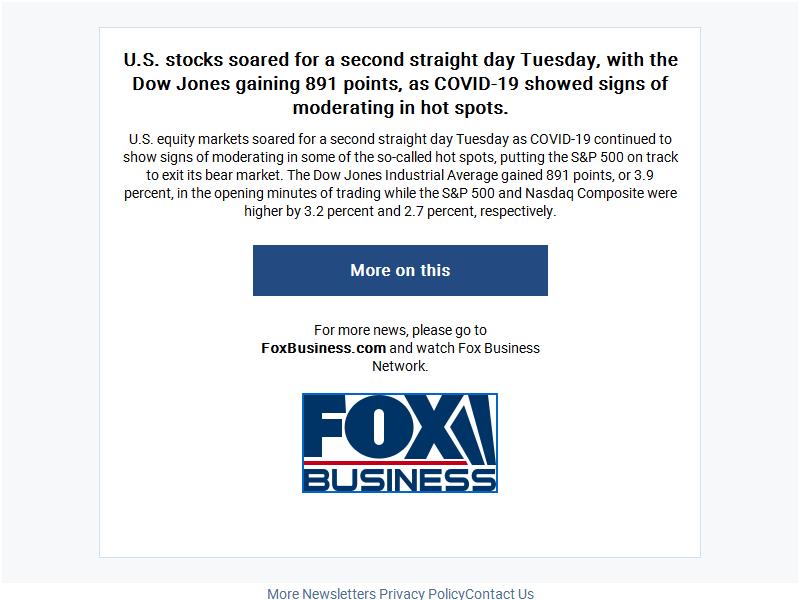 U.S. stocks soared for a second straight day Tuesday, with the
Dow Jones gaining 891 points, as COVID-19 showed signs of
moderating in hot spots.
U.S. equity markets soared for a second straight day Tuesday as COVID-19 continued to
show signs of moderating in some of the so-called hot spots, putting the S&P 500 on track
to exit its bear market. The Dow Jones Industrial Average gained 891 points, or 3.9
percent, in the opening minutes of trading while the S&P 500 and Nasdaq Composite were
higher by 3.2 percent and 2.7 percent, respectively.
More on this
For more news, please go to
FoxBusiness.com and watch Fox Business
Network.
FOX
BUSINESS
More Newsletters Privacy PolicyContact Us